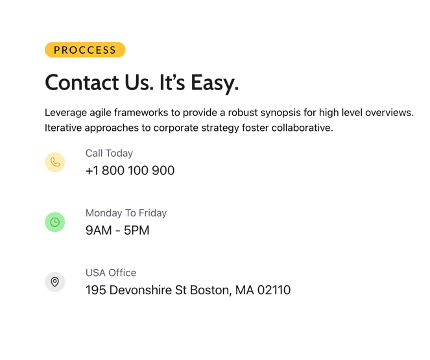 PROCCESS
Contact Us. It's Easy.
Leverage agile frameworks to provide a robust synopsis for high level overviews.
Iterative approaches to corporate strategy foster collaborative.
Call Today
+1 800 100 900
Monday To Friday
9AM - 5PM
USA Office
195 Devonshire St Boston, MA 02110